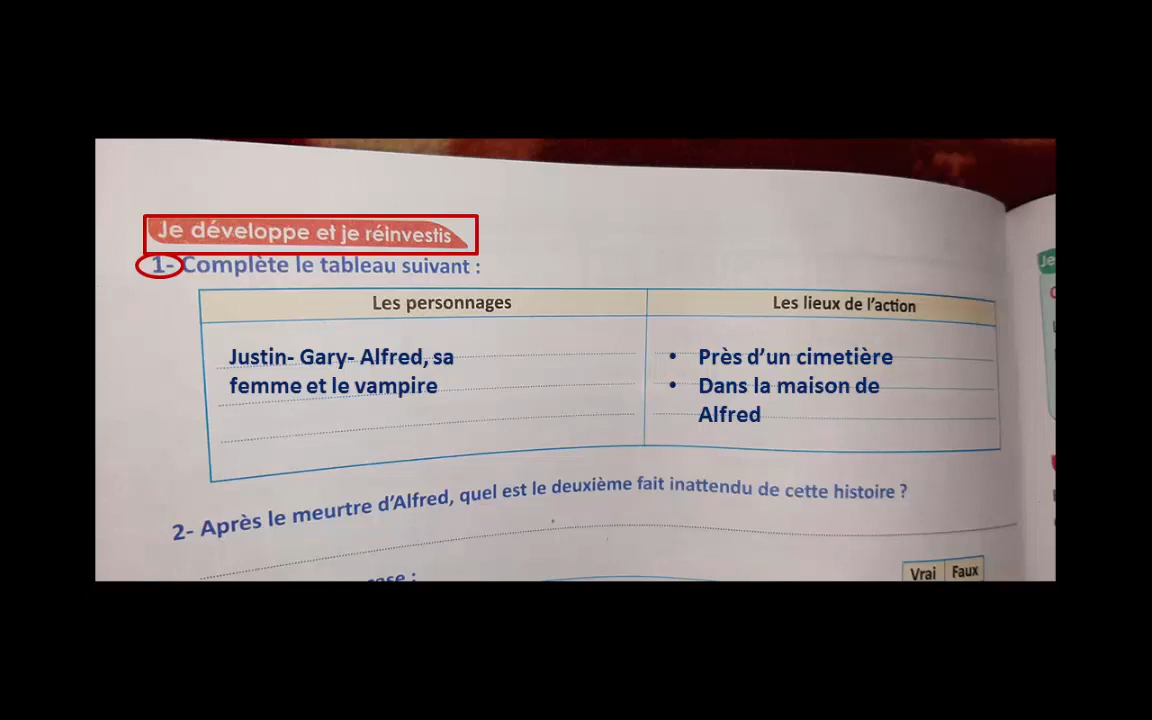 Je développe et je réinvestis
1- Complète le tableau suivant :
Les personnages
Les lieux de l'action
Justin- Gary- Alfred, sa
femme et le vampire
• Près d'un cimetière
• Dans la maison de
Alfred
2- Après le meurtre d'Alfred, quel est le deuxième fait inattendu de cette histoire ?
Vrai Faux
Je